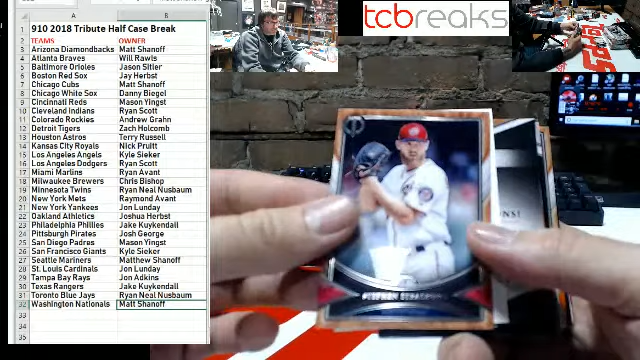 910 2018 Tribute Half Case Break
TEAMS OWNER
Arizona Diamondbacks Matt Shanoff
Atlanta Braves Will Rawls
Baltimore Orioles Jason Sitler
Boston Red Sox Jay Herbst
Chicago Cubs Matt Shanoff
Chicago White Sox Danny Biegel
Cincinnati Reds Mason Yingst
Cleveland Indians Ryan Scott
Colorado Rockies Andrew Grahn
Detroit Tigers Zach Holcomb
Houston Astros Terry Russell
Kansas City Royals Nick Pruitt
Los Angeles Angels Kyle Sieker
Los Angeles Dodgers Ryan Scott
Miami Marlins Ryan Avant
Milwaukee Brewers Chris Bishop
Minnesota Twins Ryan Neal Nusbaum
New York Mets Raymond Avant
New York Yankees Jon Lunday
Oakland Athletics Joshua Herbst
Philadelphia Phillies Jake Kuykendall
Pittsburgh Pirates Josh George
San Diego Padres Mason Yingst
San Francisco Giants Kyle Sieker
Seattle Mariners Matthew Shanoff
St. Louis Cardinals Jon Lunday
Tampa Bay Rays Jon Adkins
Texas Rangers Jake Kuykendall
Toronto Blue Jays Ryan Neal Nusbaum
Washington Nationals Matt Shanoff
tcbreaks